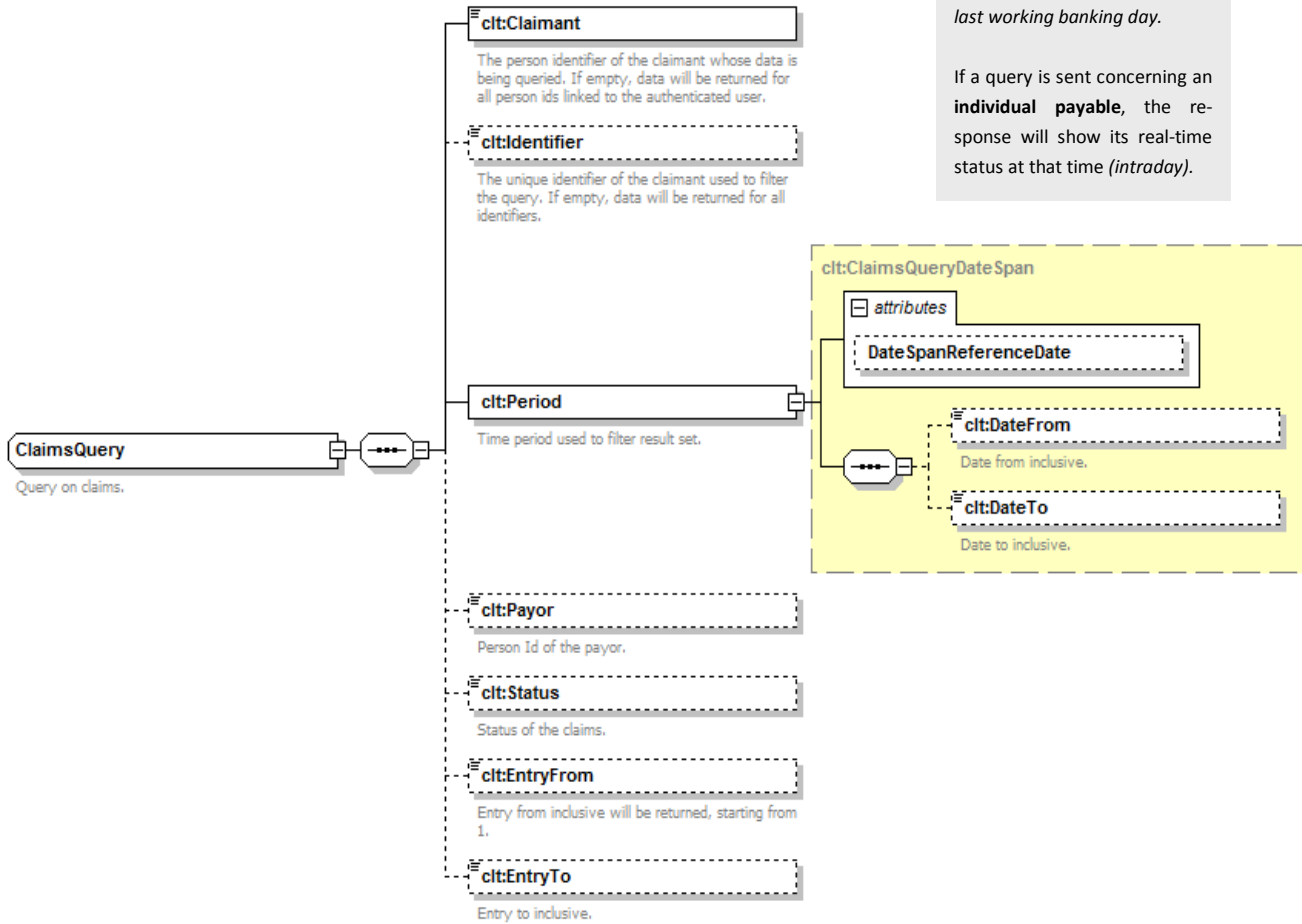 clt:Claimant
The person identifier of the claimant whose data is
being queried. If empty, data will be returned for
all person ids linked to the authenticated user.
clt:Identifier
The unique identifier of the claimant used to filter
the query. If empty, data will be returned for all
identifiers.
last working banking day.
If a query is sent concerning an
individual payable, the re-
sponse will show its real-time
status at that time (intraday).
clt:ClaimsQueryDateSpan
attributes
DateSpanReferenceDate
clt:Period
Time period used to filter result set.
clt:DateFrom
Date from inclusive.
clt:DateTo
Date to inclusive.
ClaimsQuery
Query on claims.
clt:Payor
Person Id of the payor.
clt:Status
Status of the claims.
clt:EntryFrom
Entry from inclusive will be returned, starting from
1.
clt:EntryTo
Entry to inclusive.